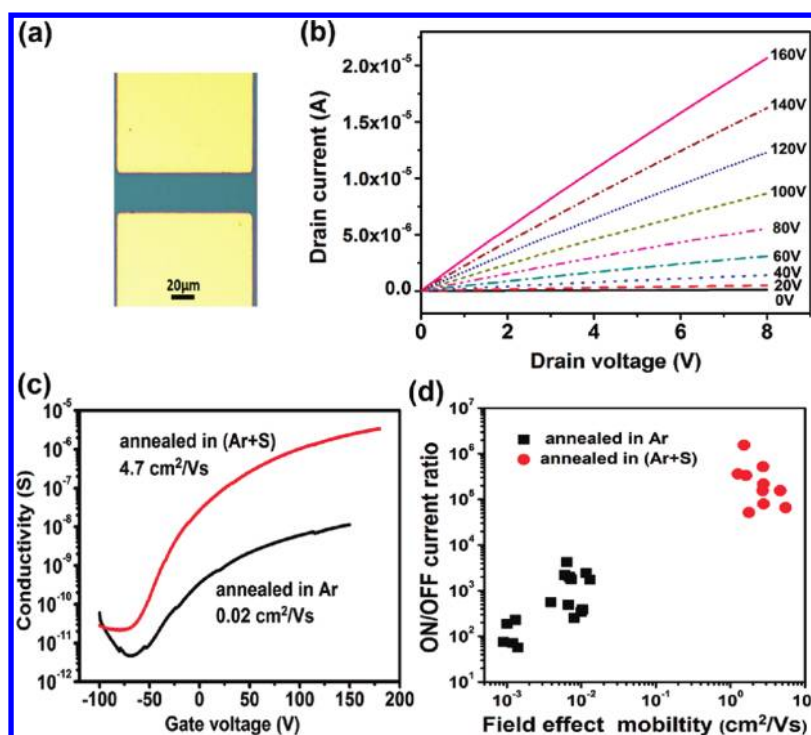 (a)
20μm
(b)
Drain current (A)
2.0x10⁻⁵
1.5x10⁻⁵
1.0x10⁻⁵
5.0x10⁻⁶
0.0
0 2 4 6 8
Drain voltage (V)
160V
140V
120V
100V
80V
60V
40V
20V
0V
(c)
Conductivity (S)
10⁻⁵
10⁻⁶
10⁻⁷
10⁻⁸
10⁻⁹
10⁻¹⁰
10⁻¹¹
10⁻¹²
annealed in (Ar+S)
4.7 cm²/Vs
annealed in Ar
0.02 cm²/Vs
-100 -50 0 50 100 150 200
Gate voltage (V)
(d)
ON/OFF current ratio
10⁷
10⁶
10⁵
10⁴
10³
10²
10¹
annealed in Ar
annealed in (Ar+S)
10⁻³ 10⁻² 10⁻¹ 10⁰ 10
Field effect mobiltity (cm²/Vs)